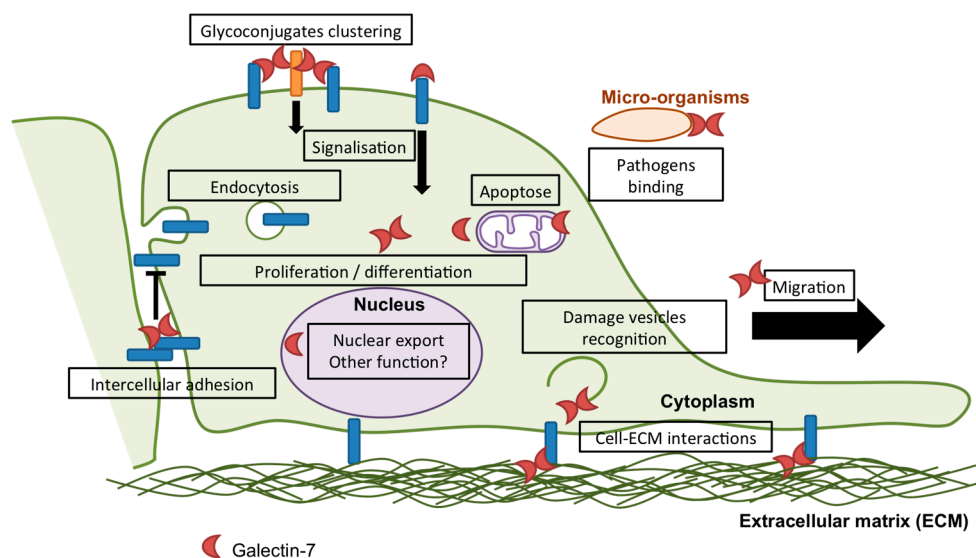 Glycoconjugates clustering
Micro-organisms
Signalisation
Pathogens
binding
Endocytosis
Apoptose
Proliferation / differentiation
Migration
Nucleus
Damage vesicles
recognition
Nuclear export
Other function?
Intercellular adhesion
Cytoplasm
Cell-ECM interactions
Extracellular matrix (ECM)
Galectin-7